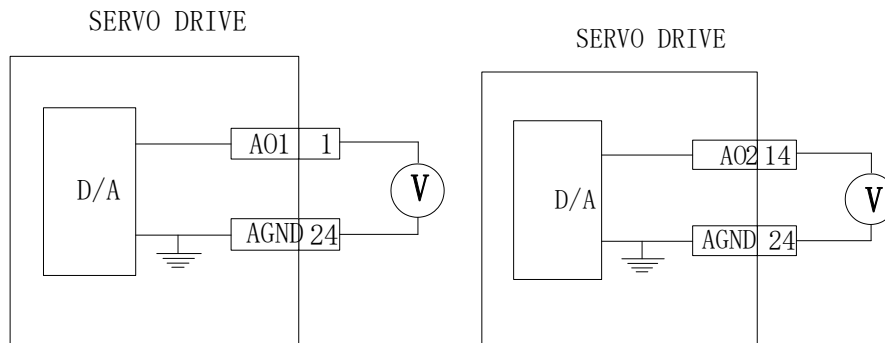 SERVO DRIVE
AO1 1
D/A
V
AGND 24
SERVO DRIVE
AO2 14
D/A
V
AGND 24